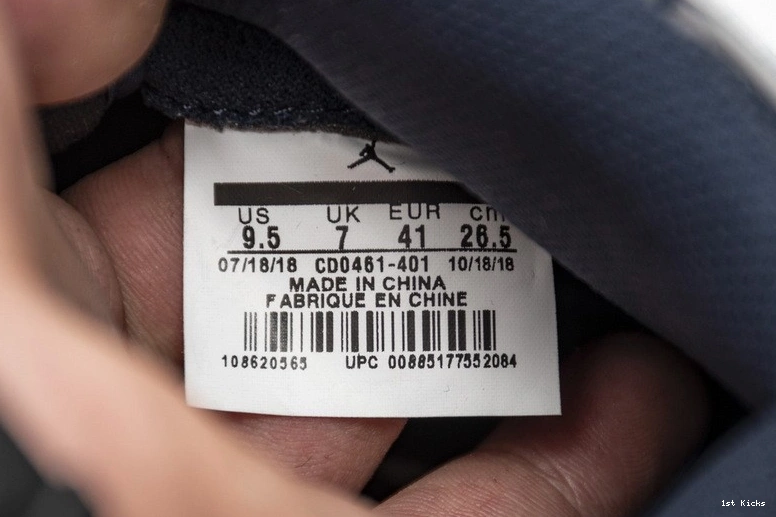 US UK EUR cm
9.5 7 41 26.5
07/18/18 CD0461-401 10/18/18
MADE IN CHINA
FABRIQUE EN CHINE
108620565 UPC 00885177552084
1st Kicks